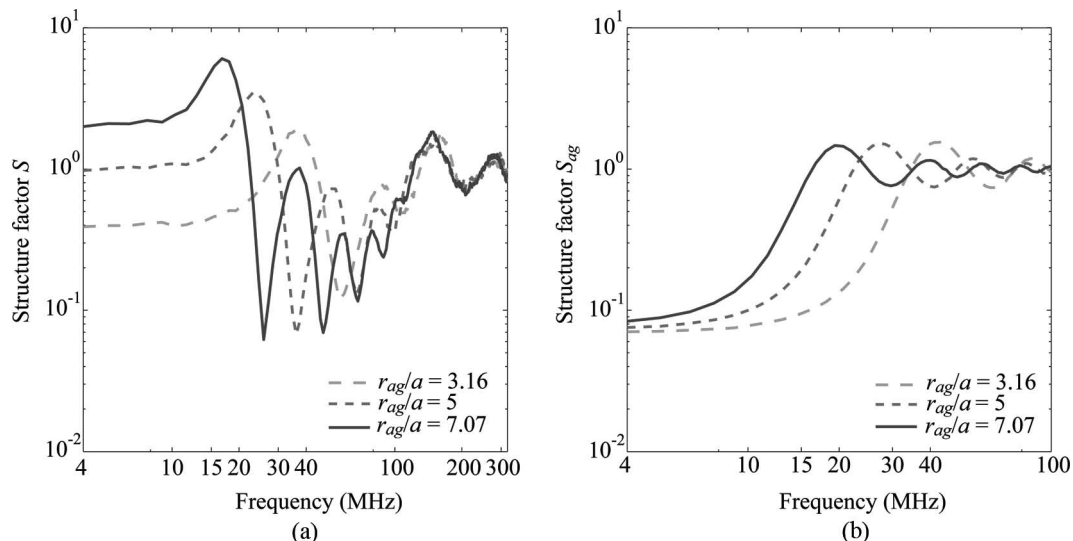 10^1
10^0
10^-1
10^-2
Structure factor S
r_ag/a = 3.16
r_ag/a = 5
r_ag/a = 7.07
4 10 15 20 30 40 100 200 300
Frequency (MHz)
(a)
10^1
10^0
10^-1
10^-2
Structure factor S_ag
r_ag/a = 3.16
r_ag/a = 5
r_ag/a = 7.07
4 10 15 20 30 40 100
Frequency (MHz)
(b)